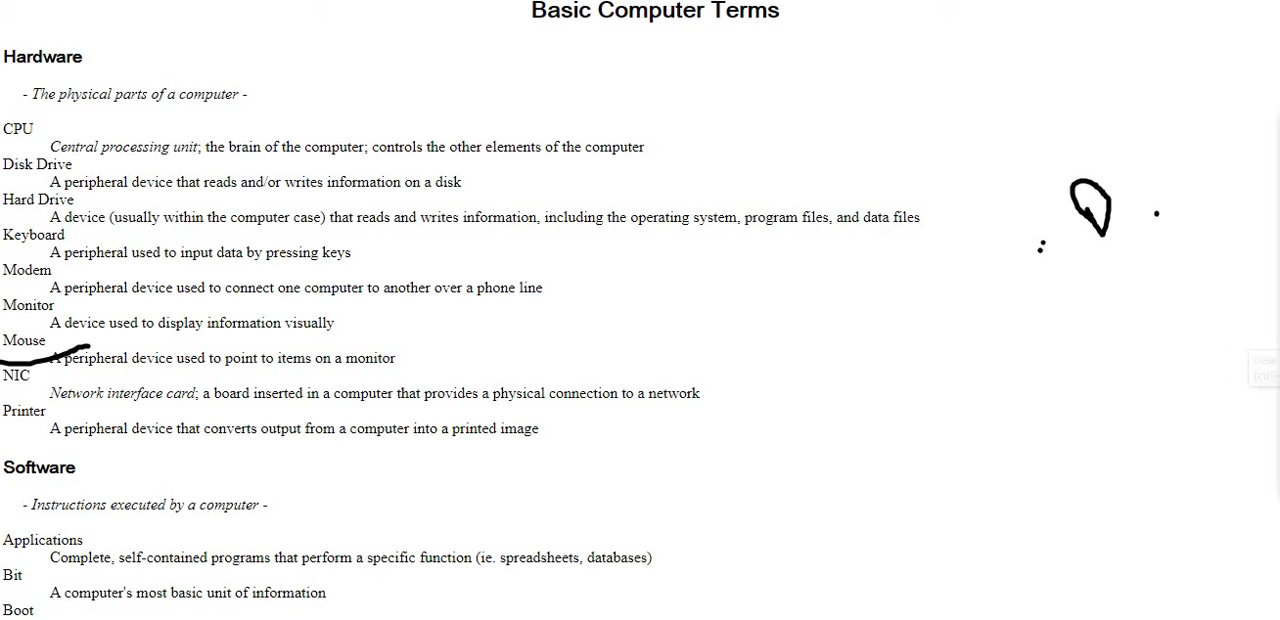 Basic Computer Terms
Hardware
- The physical parts of a computer -
CPU
Central processing unit; the brain of the computer; controls the other elements of the computer
Disk Drive
A peripheral device that reads and/or writes information on a disk
Hard Drive
A device (usually within the computer case) that reads and writes information, including the operating system, program files, and data files
Keyboard
A peripheral used to input data by pressing keys
Modem
A peripheral device used to connect one computer to another over a phone line
Monitor
A device used to display information visually
Mouse
A peripheral device used to point to items on a monitor
NIC
Network interface card; a board inserted in a computer that provides a physical connection to a network
Printer
A peripheral device that converts output from a computer into a printed image
Software
- Instructions executed by a computer -
Applications
Complete, self-contained programs that perform a specific function (ie. spreadsheets, databases)
Bit
A computer's most basic unit of information
Boot